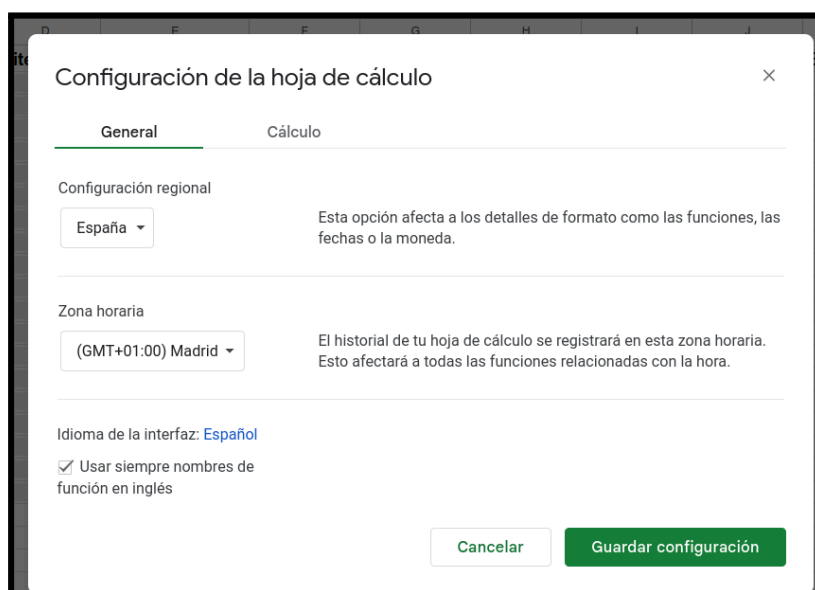 D E F G H I J
ite
Configuración de la hoja de cálculo
General Cálculo
Configuración regional
España
Esta opción afecta a los detalles de formato como las funciones, las
fechas o la moneda.
Zona horaria
(GMT+01:00) Madrid
El historial de tu hoja de cálculo se registrará en esta zona horaria.
Esto afectará a todas las funciones relacionadas con la hora.
Idioma de la interfaz: Español
Usar siempre nombres de
función en inglés
Cancelar Guardar configuración